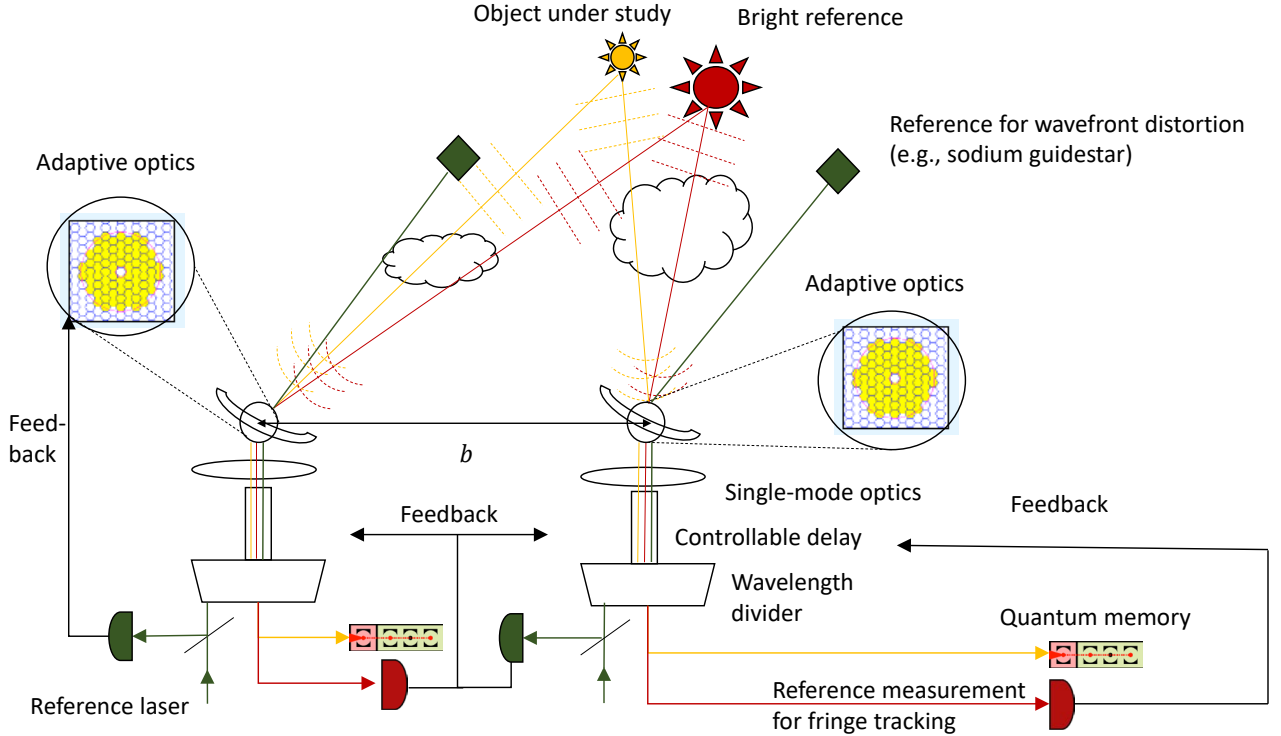 Object under study
Bright reference
Reference for wavefront distortion
(e.g., sodium guidestar)
Adaptive optics
Adaptive optics
Feed-
back
b
Single-mode optics
Feedback
Feedback
Controllable delay
Wavelength
divider
Quantum memory
Reference laser
Reference measurement
for fringe tracking